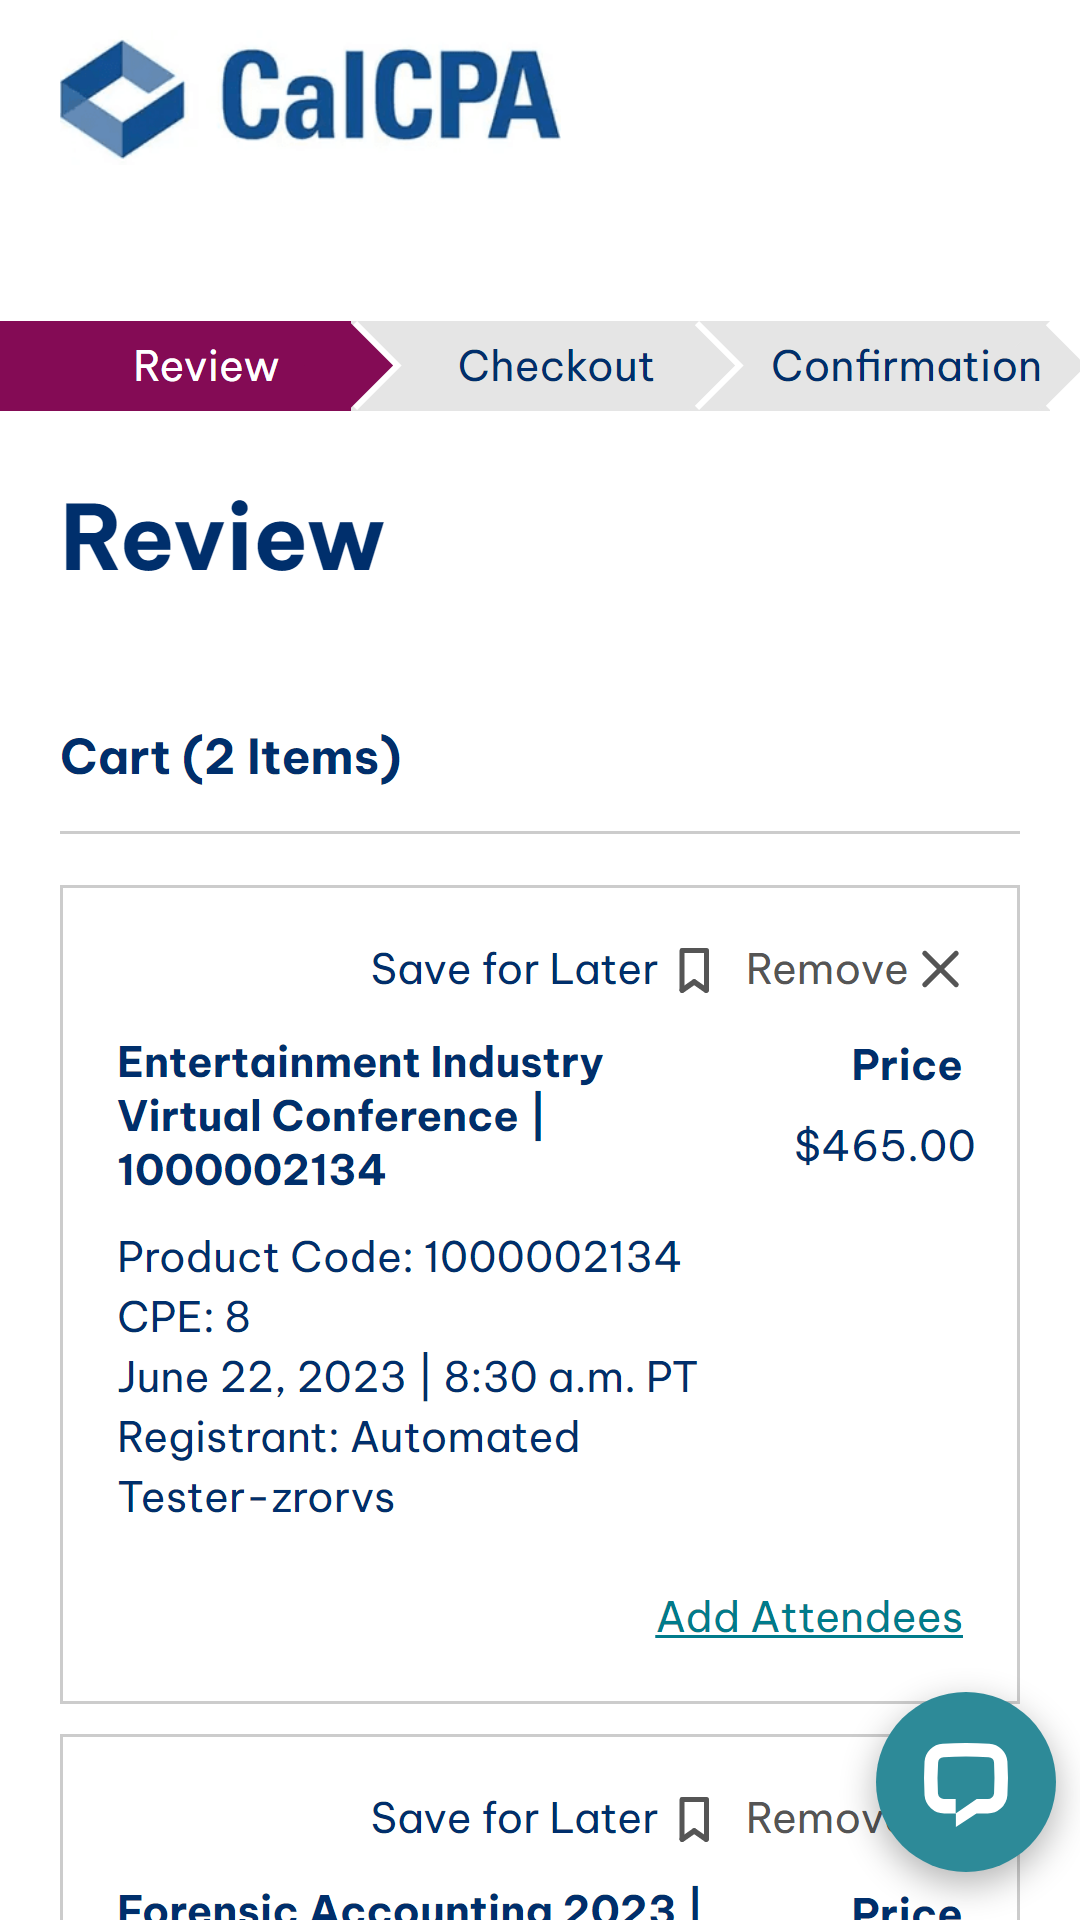 CalCPA
Review
Checkout
Confirmation
Review
Cart (2 Items)
Save for Later
Remove
Entertainment Industry
Virtual Conference |
1000002134
Price
$465.00
Product Code: 1000002134
CPE: 8
June 22, 2023 | 8:30 a.m. PT
Registrant: Automated
Tester-zrorvs
Add Attendees
Save for Later
Remov
Forensic Accounting 2023 |
Price